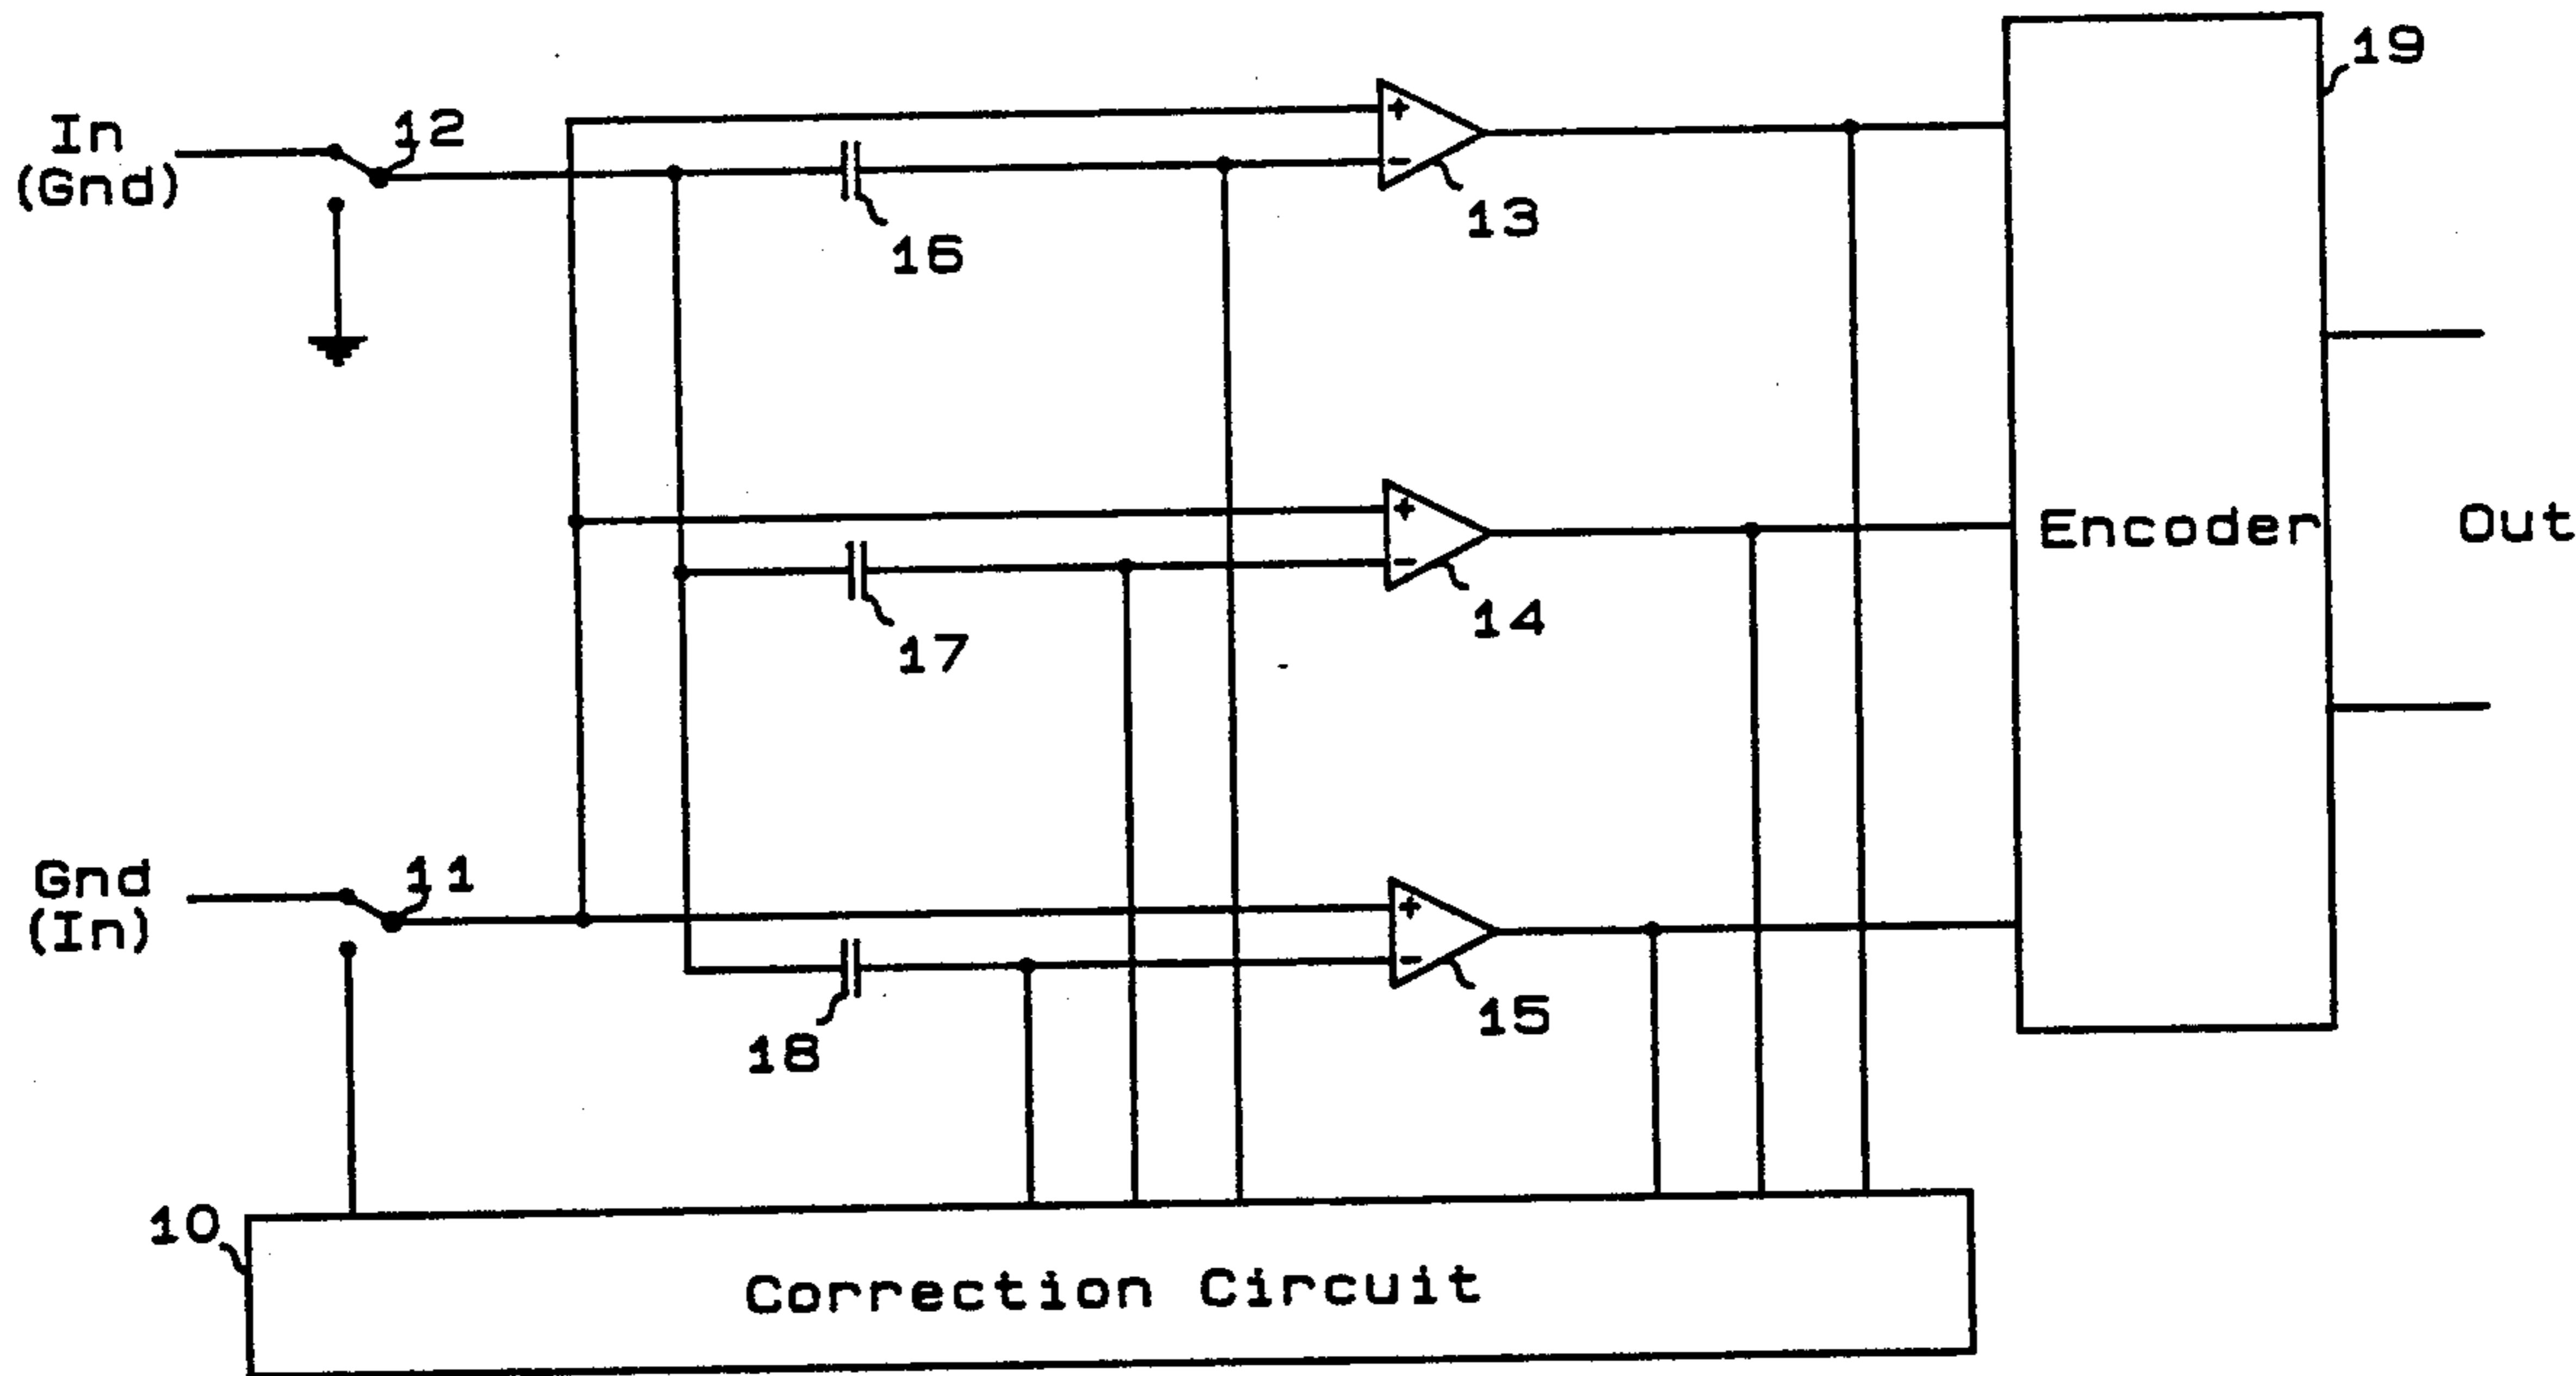 19
In
(Gnd)
12
+
-
13
16
+
-
14
17
Encoder
Out
Gnd
(In)
11
+
-
15
18
10
Correction Circuit